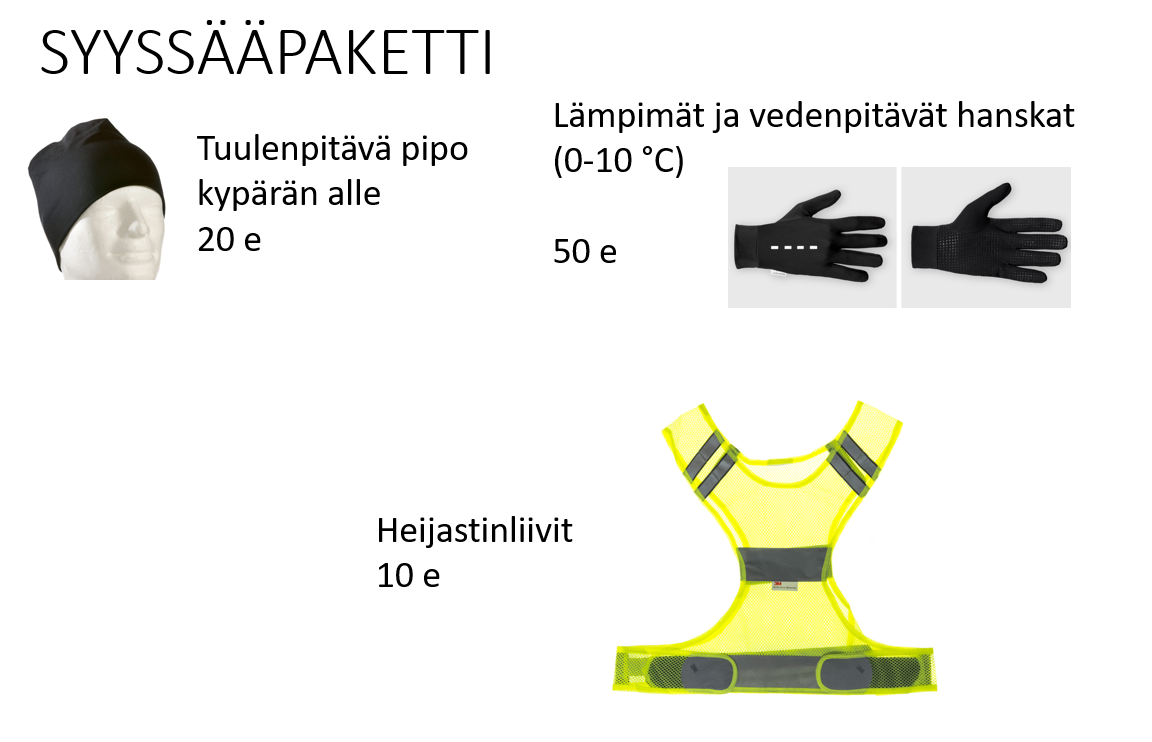 SYYSSÄÄPAKETTI
Tuulenpitävä pipo
kypärän alle
20 e
Lämpimät ja vedenpitävät hanskat
(0-10 °C)
50 e
Heijastinliivit
10 e
3M